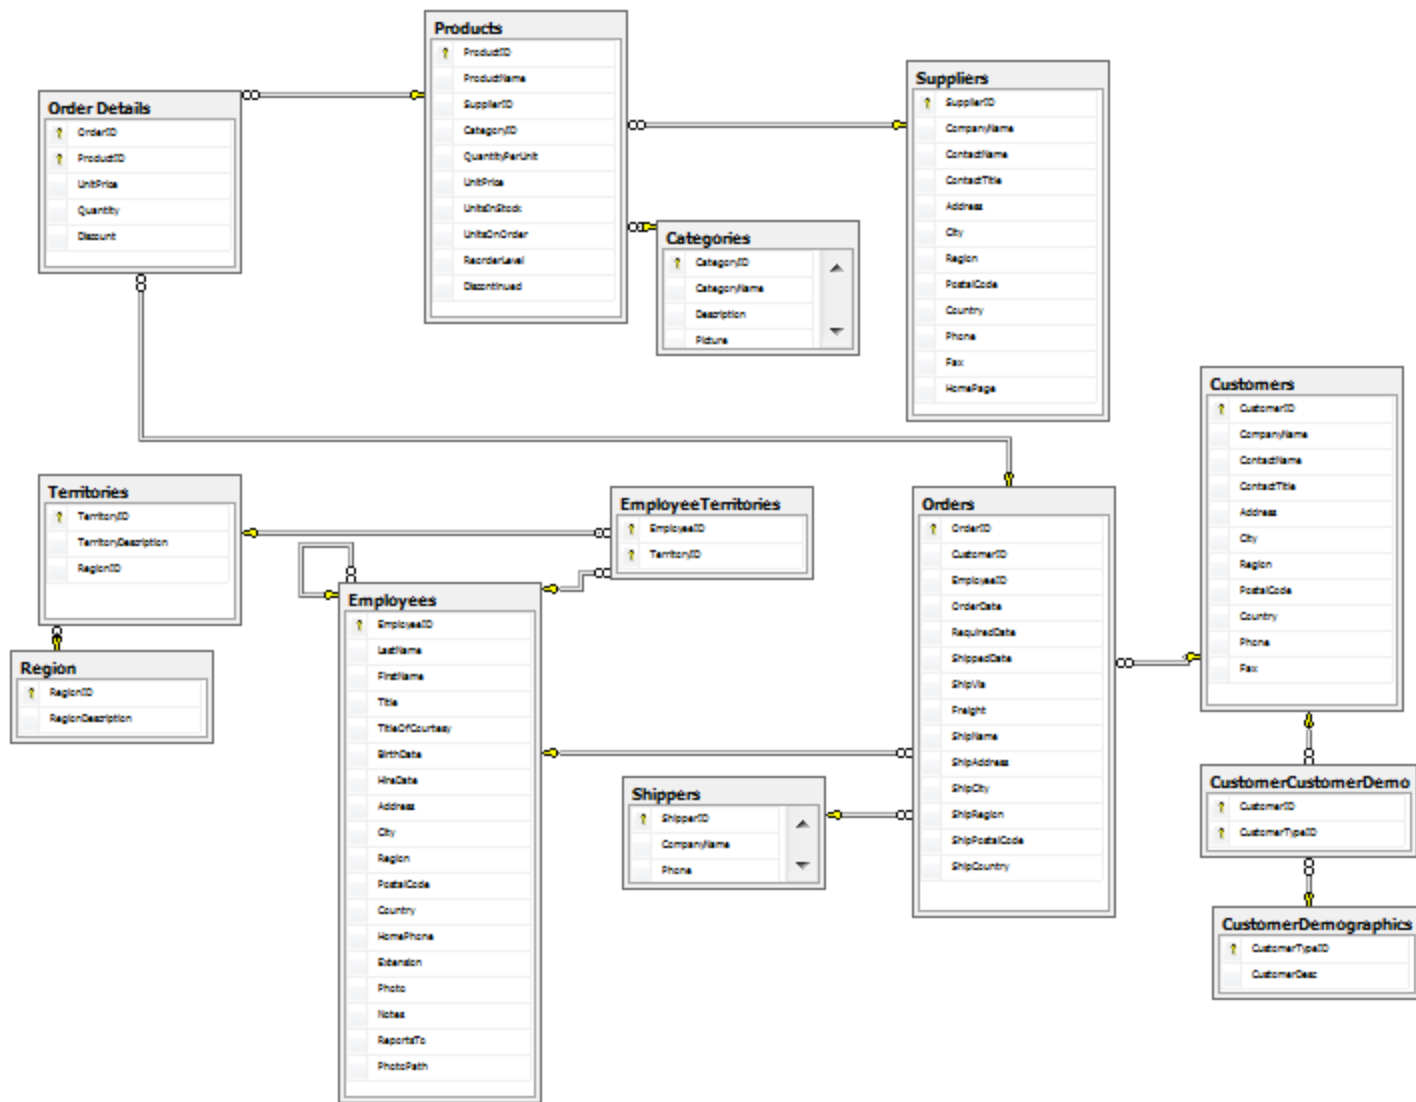 Products
ProductID
ProductName
SupplierID
CategoryID
QuantityPerUnit
UnitPrice
UnitsInStock
UnitsOnOrder
ReorderLevel
Discontinued
Suppliers
SupplierID
CompanyName
ContactName
ContactTitle
Address
City
Region
PostalCode
Country
Phone
Fax
HomePage
Order Details
OrderID
ProductID
UnitPrice
Quantity
Discount
Categories
CategoryID
CategoryName
Description
Picture
Customers
CustomerID
CompanyName
ContactName
ContactTitle
Address
City
Region
PostalCode
Country
Phone
Fax
Territories
TerritoryID
TerritoryDescription
RegionID
EmployeeTerritories
EmployeeID
TerritoryID
Orders
OrderID
CustomerID
EmployeeID
OrderDate
RequiredDate
ShippedDate
ShipVia
Freight
ShipName
ShipAddress
ShipCity
ShipRegion
ShipPostalCode
ShipCountry
Employees
EmployeeID
LastName
FirstName
Title
TitleOfCourtesy
BirthDate
HireDate
Address
City
Region
PostalCode
Country
HomePhone
Extension
Photo
Notes
ReportsTo
PhotoPath
Region
RegionID
RegionDescription
Shippers
ShipperID
CompanyName
Phone
CustomerCustomerDemo
CustomerID
CustomerTypeID
CustomerDemographics
CustomerTypeID
CustomerDesc